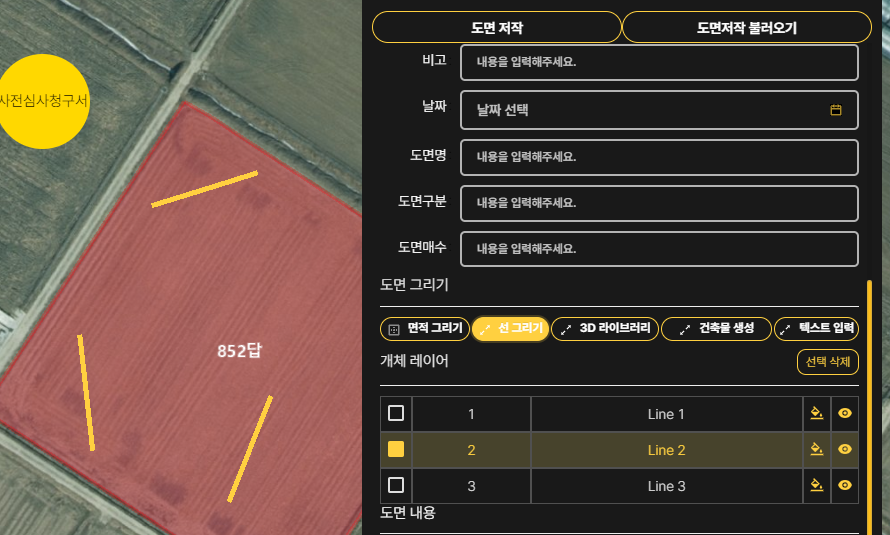 도면 저작
도면저작 불러오기
비고
내용을 입력해주세요.
사전심사청구서
날짜
날짜 선택
도면명
내용을 입력해주세요.
도면구분
내용을 입력해주세요.
도면매수
내용을 입력해주세요.
도면 그리기
면적 그리기
선 그리기
3D 라이브러리
건축물 생성
텍스트 입력
852답
개체 레이어
선택 삭제
1
Line 1
2
Line 2
3
Line 3
도면 내용